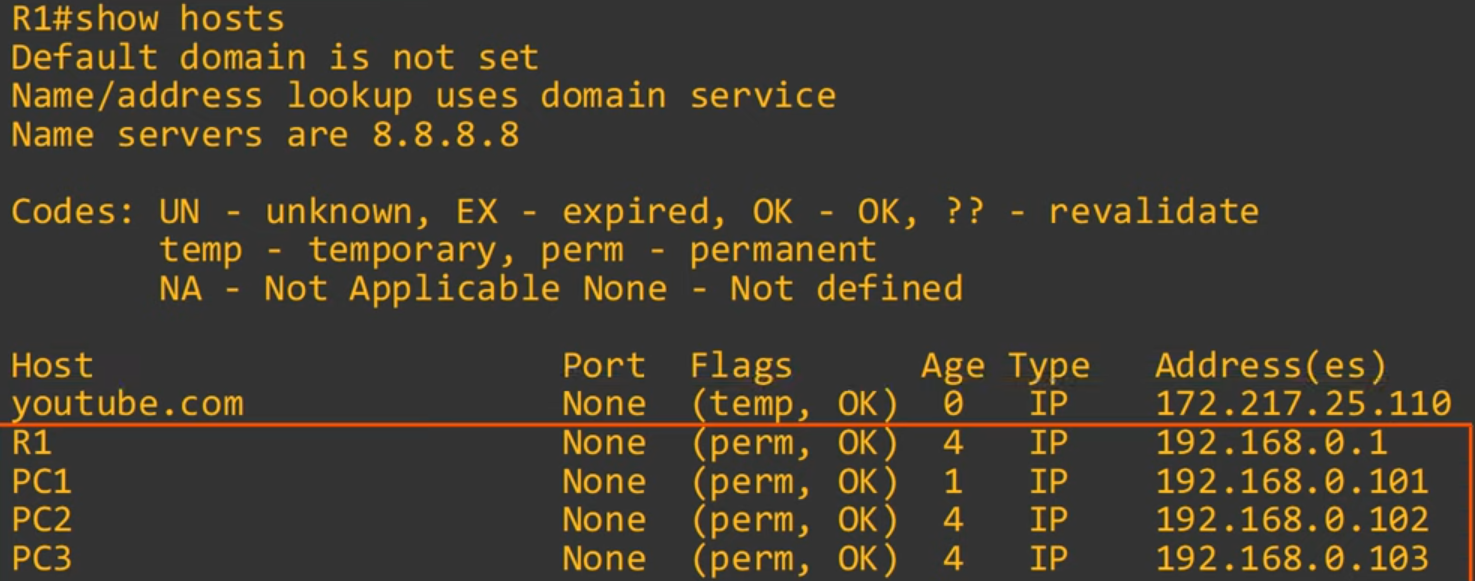 R1#show hosts
Default domain is not set
Name/address lookup uses domain service
Name servers are 8.8.8.8
Codes: UN - unknown, EX - expired, OK - OK, ?? - revalidate
temp - temporary, perm - permanent
NA - Not Applicable None - Not defined
Host Port Flags Age Type Address(es)
youtube.com None (temp, OK) 0 IP 172.217.25.110
R1 None (perm, OK) 4 IP 192.168.0.1
PC1 None (perm, OK) 1 IP 192.168.0.101
PC2 None (perm, OK) 4 IP 192.168.0.102
PC3 None (perm, OK) 4 IP 192.168.0.103